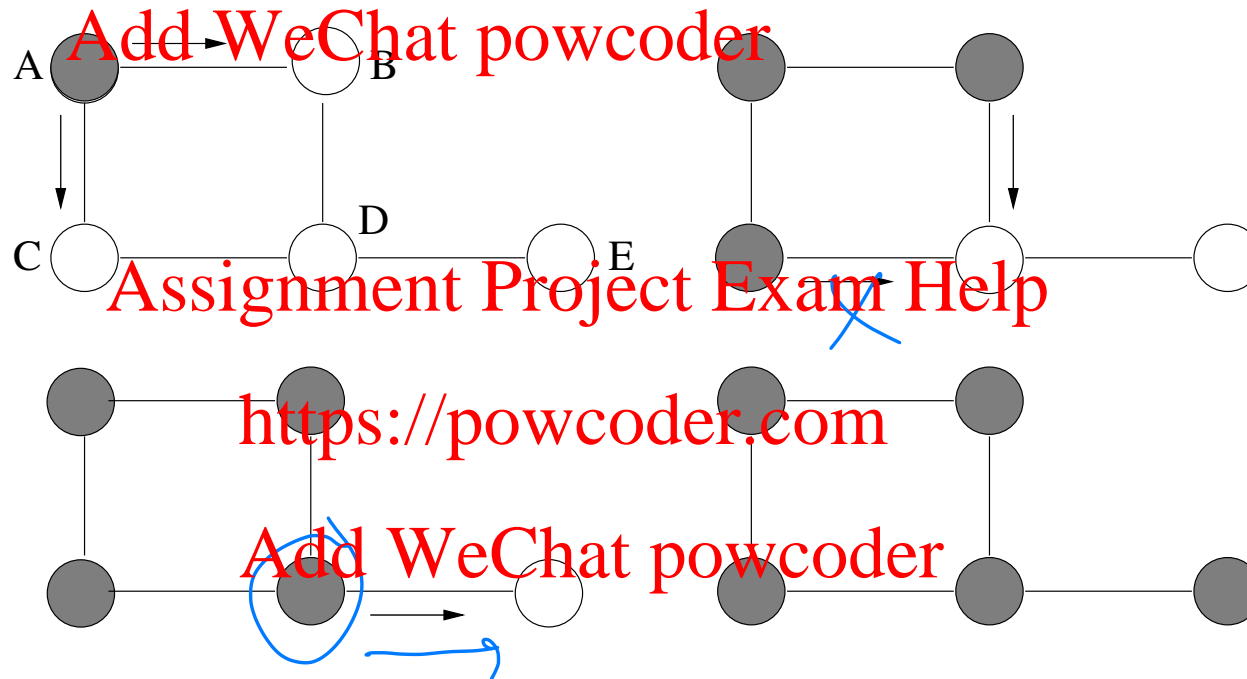 Add WeChat powcoder
A
B
D
C
E
Assignment Project Exam Help
https://powcoder.com
Add WeChat powcoder